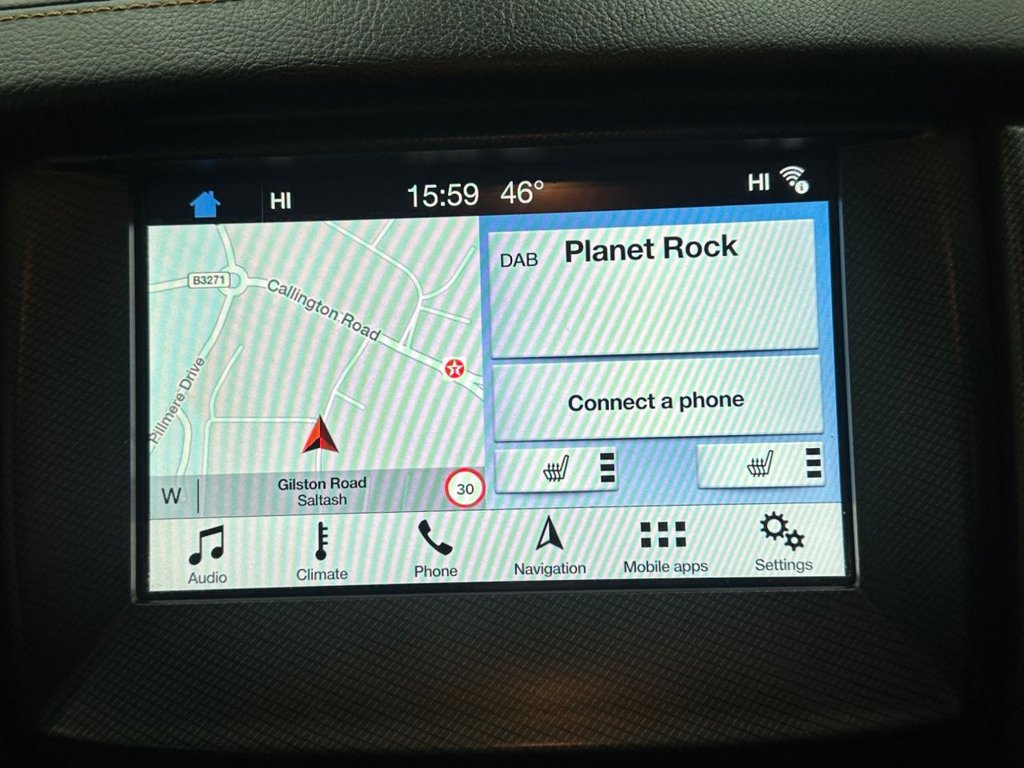 HI
15:59 46°
HI
B3271
Callington Road
Pillmere Drive
Gilston Road
Saltash
W
30
DAB Planet Rock
Connect a phone
Audio
Climate
Phone
Navigation
Mobile apps
Settings